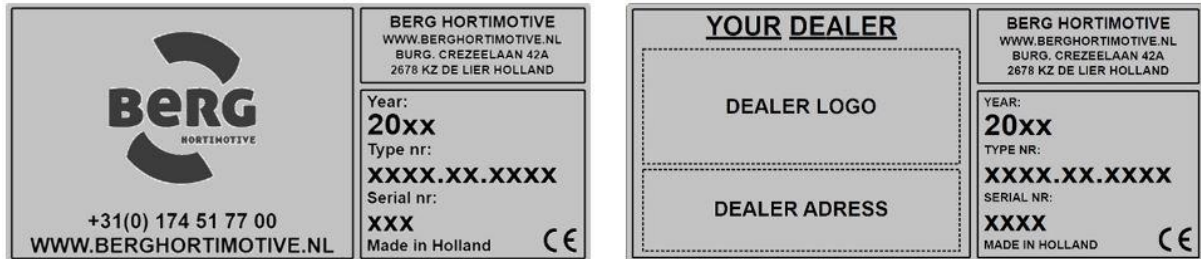 BERG
HORTIMOTIVE
+31(0) 174 51 77 00
WWW.BERGHORTIMOTIVE.NL
BERG HORTIMOTIVE
WWW.BERGHORTIMOTIVE.NL
BURG. CREZEELAAN 42A
2678 KZ DE LIER HOLLAND
Year:
20xx
Type nr:
xxxx.xx.xxxx
Serial nr:
xxx
Made in Holland CE
YOUR DEALER
DEALER LOGO
DEALER ADRESS
BERG HORTIMOTIVE
WWW.BERGHORTIMOTIVE.NL
BURG. CREZEELAAN 42A
2678 KZ DE LIER HOLLAND
YEAR:
20xx
TYPE NR:
xxxx.xx.xxxx
SERIAL NR:
xxxx
MADE IN HOLLAND CE